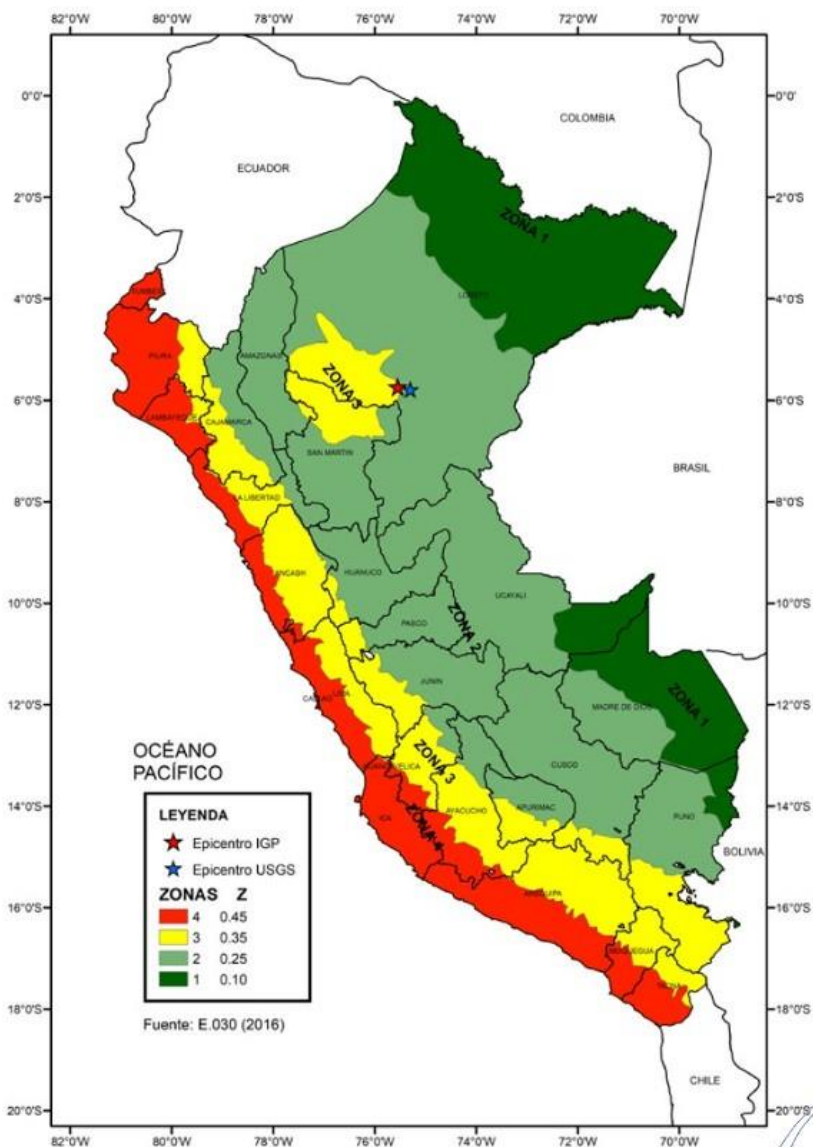 82°0'W 80°0'W 78°0'W 76°0'W 74°0'W 72°0'W 70°0'W
0°0' 0°0'
COLOMBIA
ECUADOR
2°0'S 2°0'S
ZONA 1
LORETO
4°0'S 4°0'S
TUMBES
PIURA
AMAZONAS
ZONA 3
6°0'S 6°0'S
LAMBAYEQUE
CAJAMARCA
SAN MARTIN
BRASIL
8°0'S 8°0'S
LA LIBERTAD
ANCASH
HUANUCO
UCAYALI
10°0'S 10°0'S
PASCO
ZONA 2
JUNIN
LIMA
CALLAO
12°0'S 12°0'S
MADRE DE DIOS
ZONA 1
OCÉANO
PACÍFICO
HUANCAVELICA
ZONA 3
CUSCO
14°0'S 14°0'S
ICA
ZONA 4
AYACUCHO
APURIMAC
PUNO
BOLIVIA
AREQUIPA
16°0'S 16°0'S
MOQUEGUA
TACNA
18°0'S 18°0'S
LEYENDA
Epicentro IGP
Epicentro USGS
ZONAS Z
4 0.45
3 0.35
2 0.25
1 0.10
Fuente: E.030 (2016)
CHILE
20°0'S 20°0'S
82°0'W 80°0'W 78°0'W 76°0'W 74°0'W 72°0'W 70°0'W